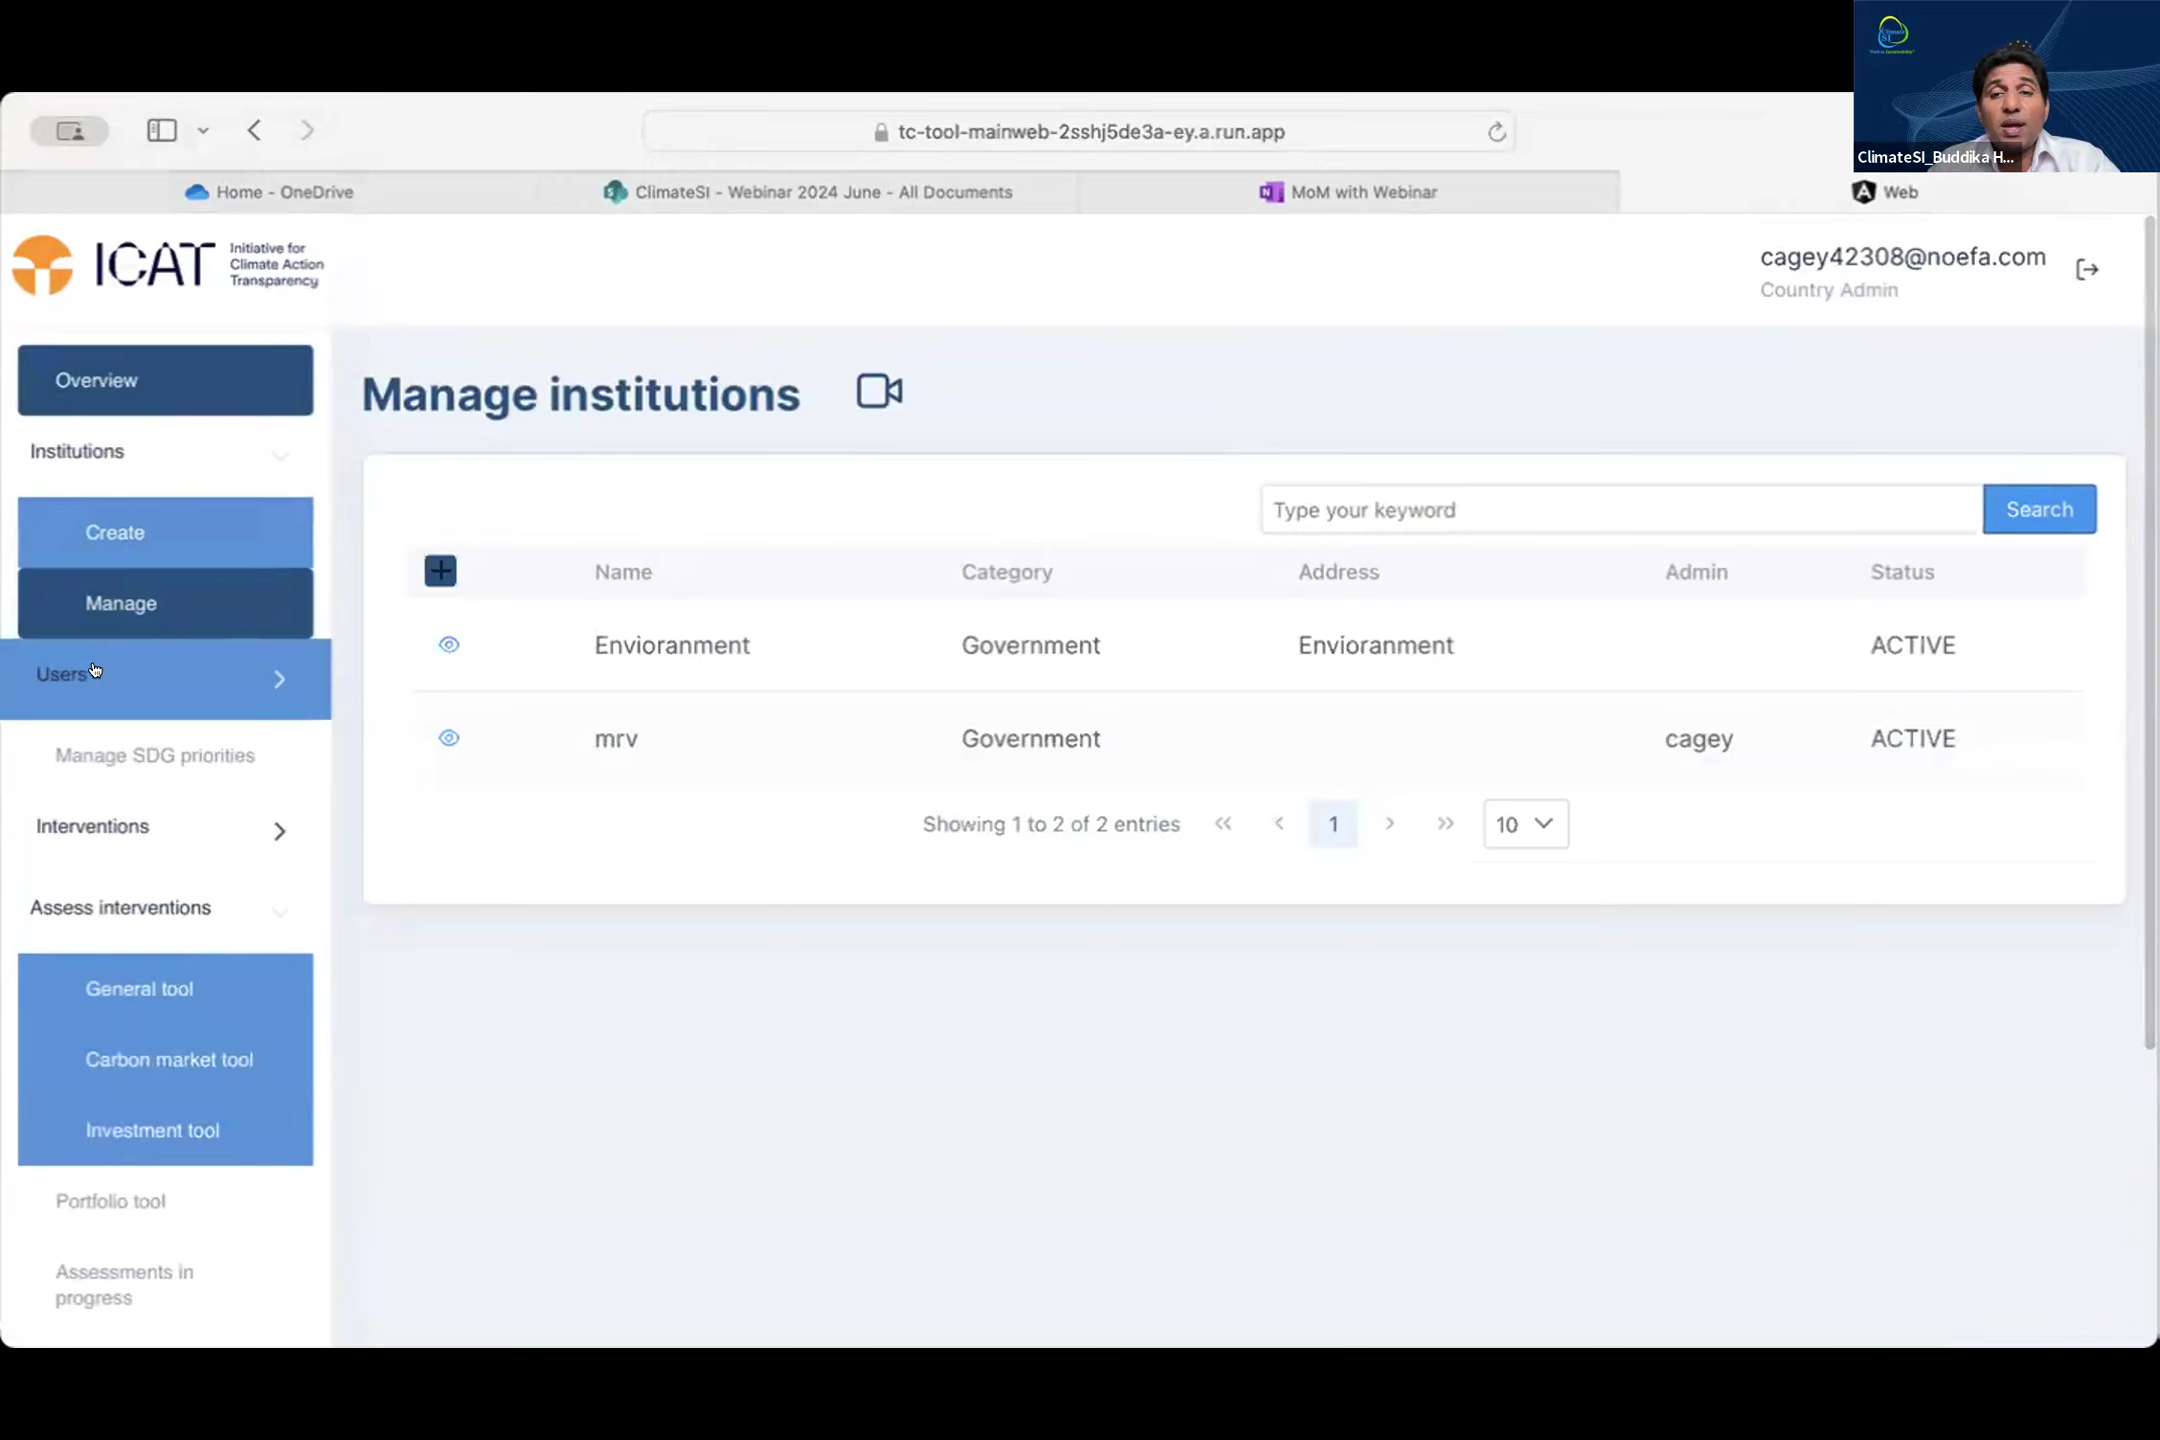 tc-tool-mainweb-2sshj5de3a-ey.a.run.app
ClimateSI_Buddika H...
Home - OneDrive
ClimateSI - Webinar 2024 June - All Documents
MoM with Webinar
Web
ICAT
Initiative for
Climate Action
Transparency
cagey42308@noefa.com
Country Admin
Overview
Institutions
Create
Manage
Users
Manage SDG priorities
Interventions
Assess interventions
General tool
Carbon market tool
Investment tool
Portfolio tool
Assessments in
progress
Manage institutions
Type your keyword
Search
Name Category Address Admin Status
Envioranment Government Envioranment ACTIVE
mrv Government cagey ACTIVE
Showing 1 to 2 of 2 entries
1
10